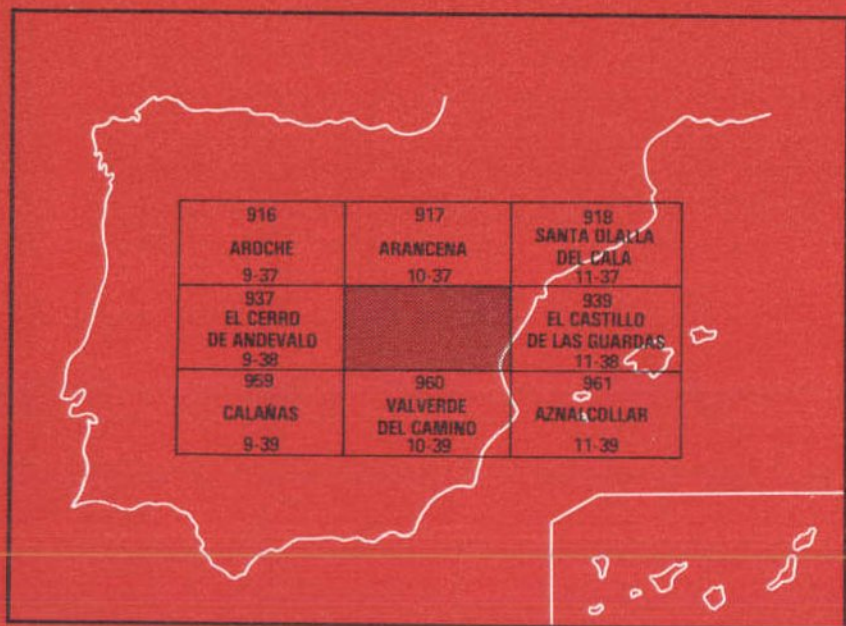 916
AROCHE
9-37
917
ARANCENA
10-37
918
SANTA OLALLA
DEL CALA
11-37
937
EL CERRO
DE ANDEVALO
9-38
939
EL CASTILLO
DE LAS GUARDAS
11-38
959
CALAÑAS
9-39
960
VALVERDE
DEL CAMINO
10-39
961
AZNALCOLLAR
11-39